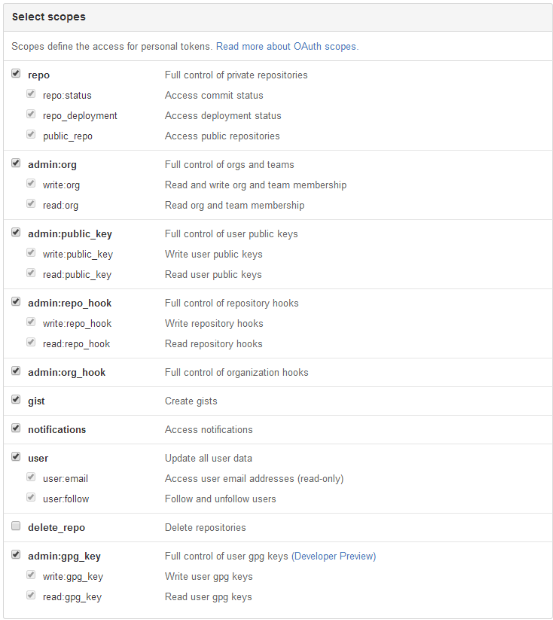 Select scopes
Scopes define the access for personal tokens. Read more about OAuth scopes.
repo Full control of private repositories
repo:status Access commit status
repo_deployment Access deployment status
public_repo Access public repositories
admin:org Full control of orgs and teams
write:org Read and write org and team membership
read:org Read org and team membership
admin:public_key Full control of user public keys
write:public_key Write user public keys
read:public_key Read user public keys
admin:repo_hook Full control of repository hooks
write:repo_hook Write repository hooks
read:repo_hook Read repository hooks
admin:org_hook Full control of organization hooks
gist Create gists
notifications Access notifications
user Update all user data
user:email Access user email addresses (read-only)
user:follow Follow and unfollow users
delete_repo Delete repositories
admin:gpg_key Full control of user gpg keys (Developer Preview)
write:gpg_key Write user gpg keys
read:gpg_key Read user gpg keys